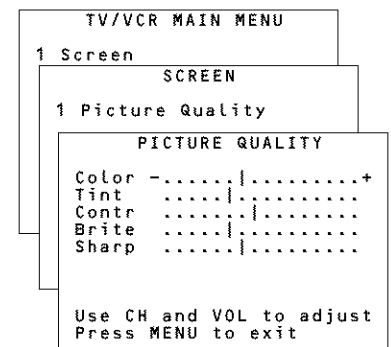 TV/VCR MAIN MENU
1 Screen
SCREEN
1 Picture Quality
PICTURE QUALITY
Color -......|.........+
Tint .....|..........
Contr .......|........
Brite .....|..........
Sharp ......|.........
Use CH and VOL to adjust
Press MENU to exit